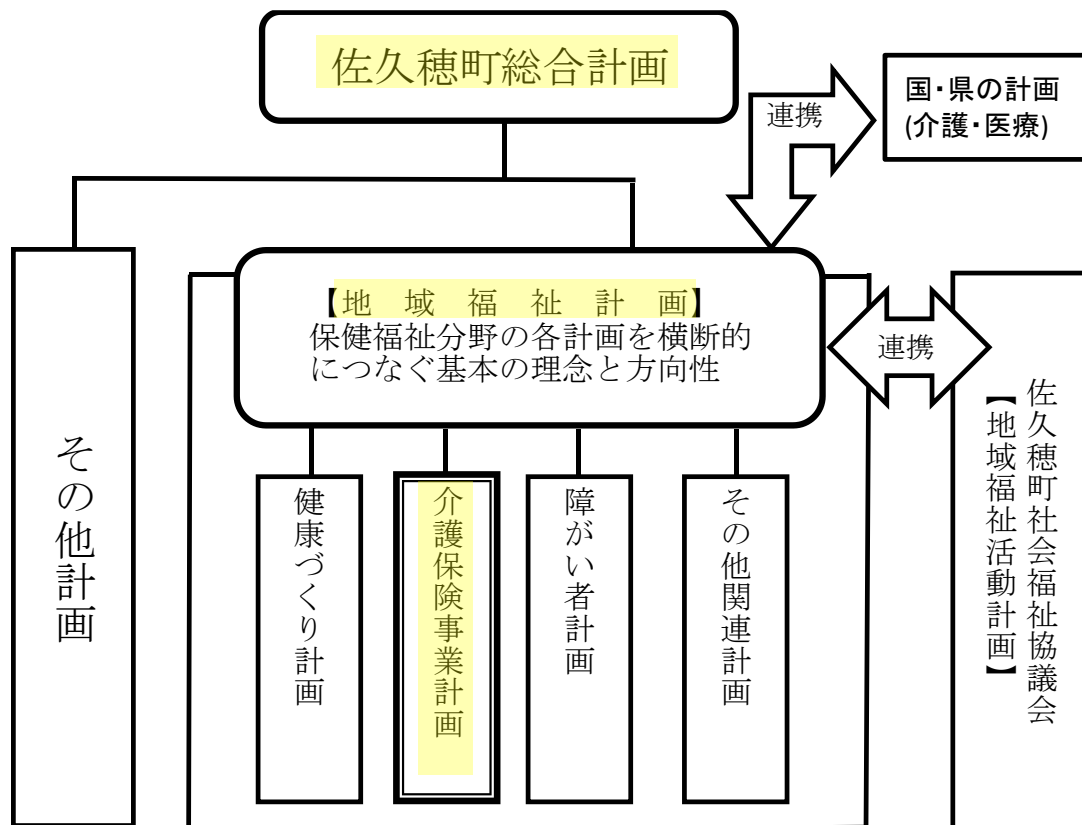 佐久穂町総合計画
連携
国・県の計画
(介護・医療)
【地 域 福 祉 計 画】
保健福祉分野の各計画を横断的
につなぐ基本の理念と方向性
連携
その他計画
健康づくり計画
介護保険事業計画
障がい者計画
その他関連計画
佐久穂町社会福祉協議会
【地域福祉活動計画】